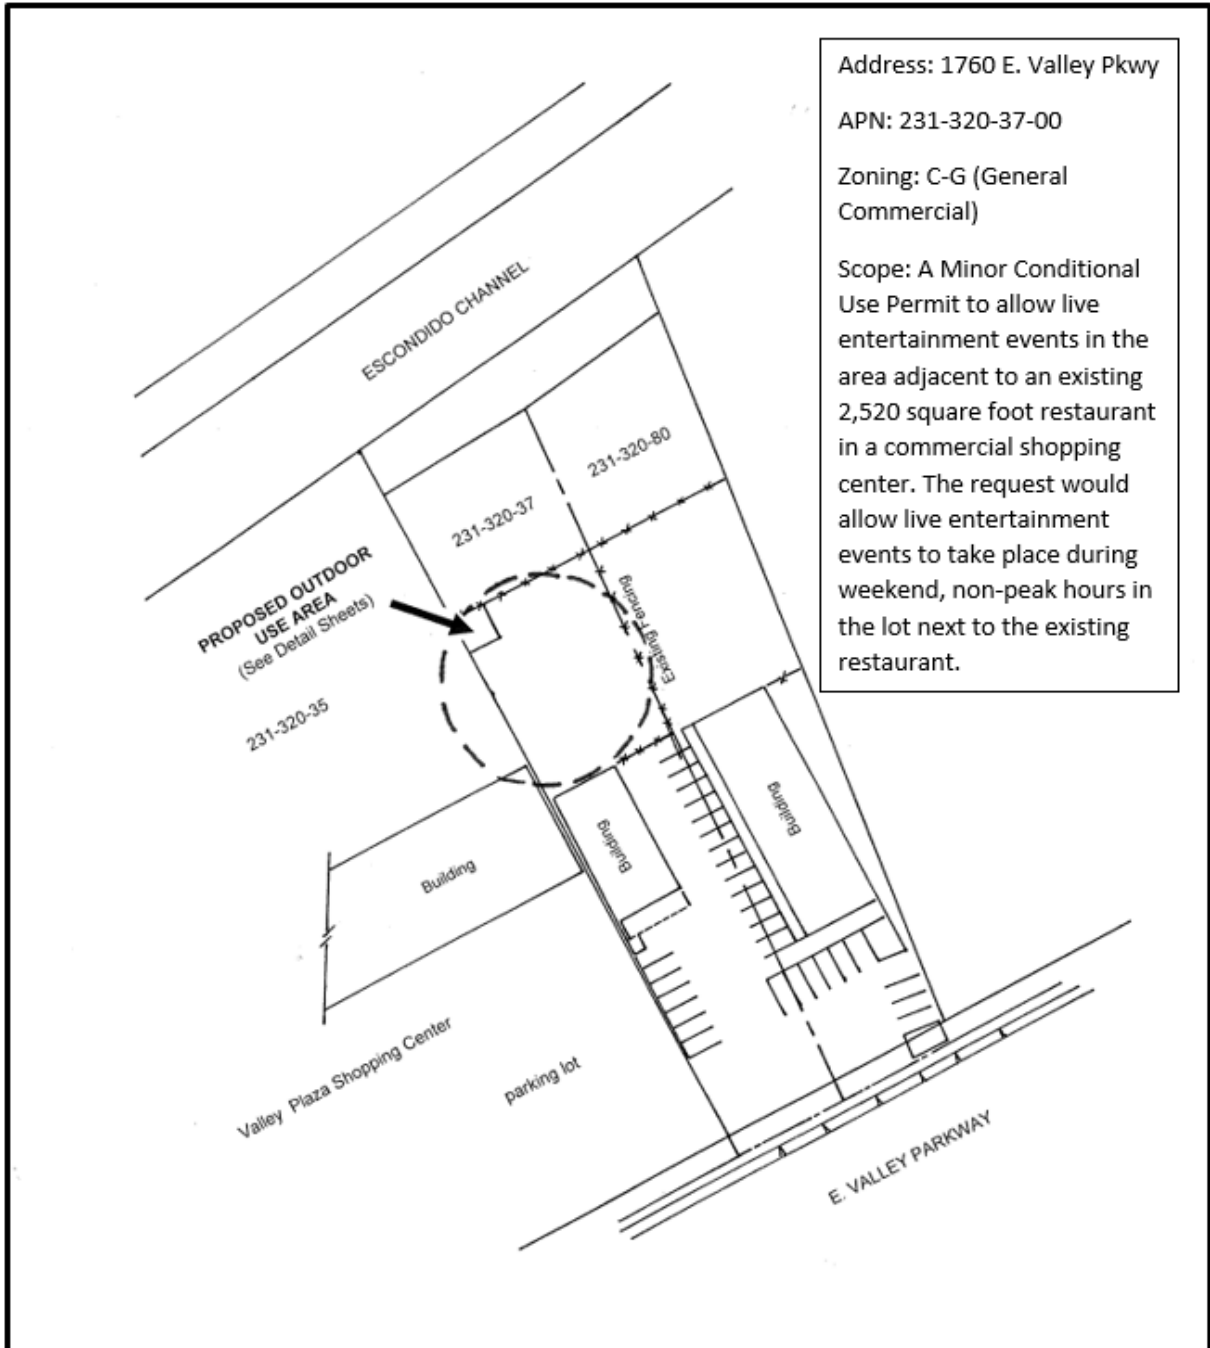 Address: 1760 E. Valley Pkwy
APN: 231-320-37-00
Zoning: C-G (General
Commercial)
Scope: A Minor Conditional
Use Permit to allow live
entertainment events in the
area adjacent to an existing
2,520 square foot restaurant
in a commercial shopping
center. The request would
allow live entertainment
events to take place during
weekend, non-peak hours in
the lot next to the existing
restaurant.
ESCONDIDO CHANNEL
231-320-80
231-320-37
PROPOSED OUTDOOR
USE AREA
(See Detail Sheets)
Existing Fencing
231-320-35
Building
Building
Building
Valley Plaza Shopping Center
parking lot
E. VALLEY PARKWAY